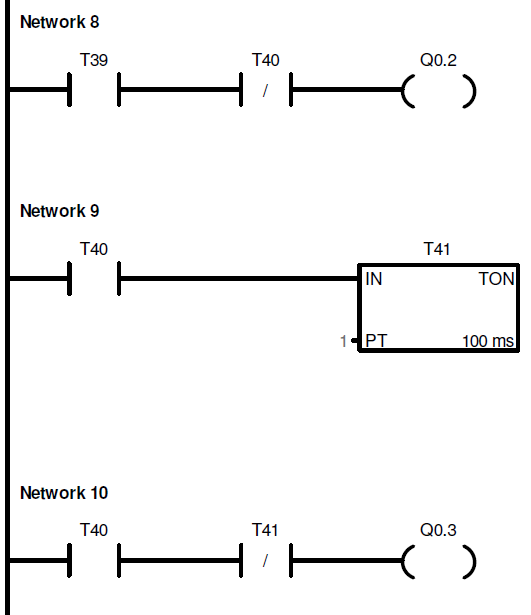 Network 8
T39 T40 Q0.2
/
Network 9
T40 T41
IN TON
1 PT 100 ms
Network 10
T40 T41 Q0.3
/